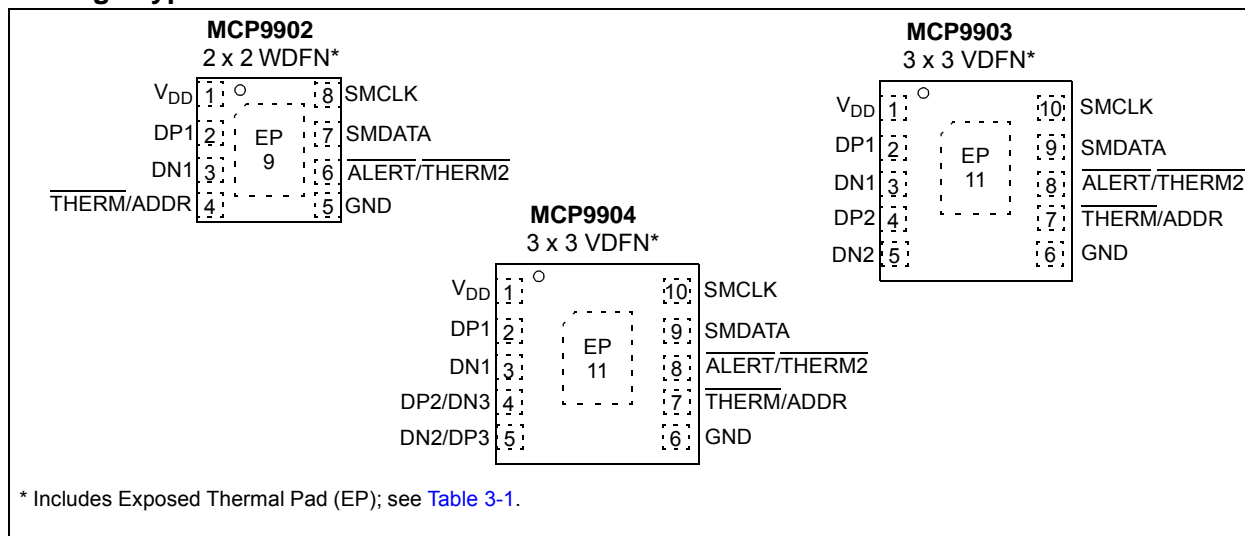 MCP9902
2 x 2 WDFN*
VDD 1 8 SMCLK
DP1 2 EP 7 SMDATA
DN1 3 9 6 ALERT/THERM2
THERM/ADDR 4 5 GND
MCP9903
3 x 3 VDFN*
VDD 1 10 SMCLK
DP1 2 EP 9 SMDATA
DN1 3 11 8 ALERT/THERM2
DP2 4 7 THERM/ADDR
DN2 5 6 GND
MCP9904
3 x 3 VDFN*
VDD 1 10 SMCLK
DP1 2 EP 9 SMDATA
DN1 3 11 8 ALERT/THERM2
DP2/DN3 4 7 THERM/ADDR
DN2/DP3 5 6 GND
* Includes Exposed Thermal Pad (EP); see Table 3-1.